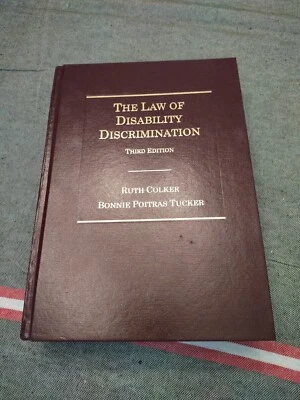 THE LAW OF
DISABILITY
DISCRIMINATION
THIRD EDITION
RUTH COLKER
BONNIE POITRAS TUCKER